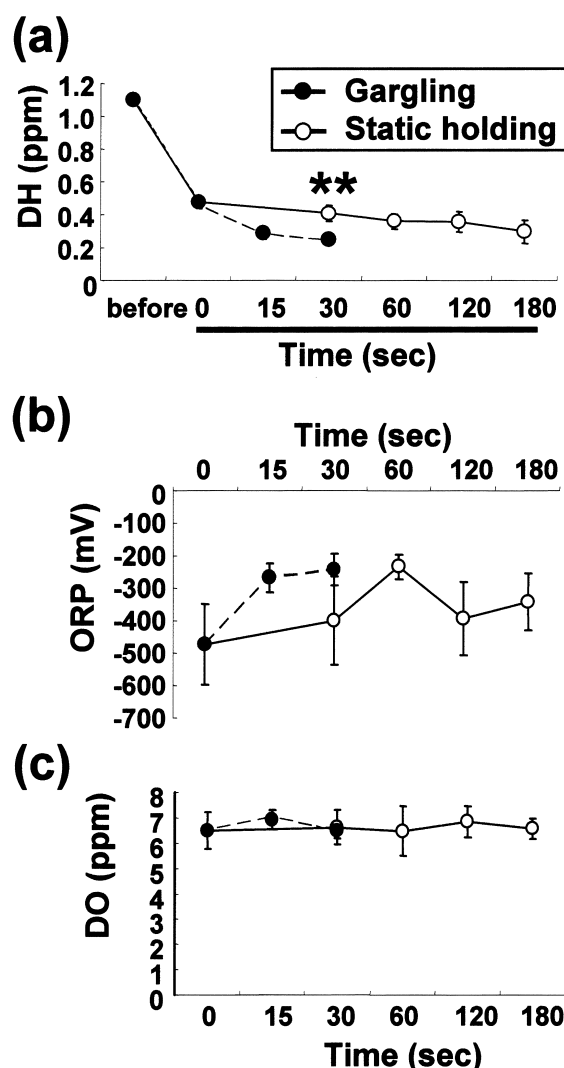 (a)
Gargling
Static holding
**
DH (ppm)
1.2
1.0
0.8
0.6
0.4
0.2
0
before 0 15 30 60 120 180
Time (sec)
(b)
Time (sec)
0 15 30 60 120 180
ORP (mV)
0
-100
-200
-300
-400
-500
-600
-700
(c)
DO (ppm)
8
7
6
5
4
3
2
1
0
0 15 30 60 120 180
Time (sec)